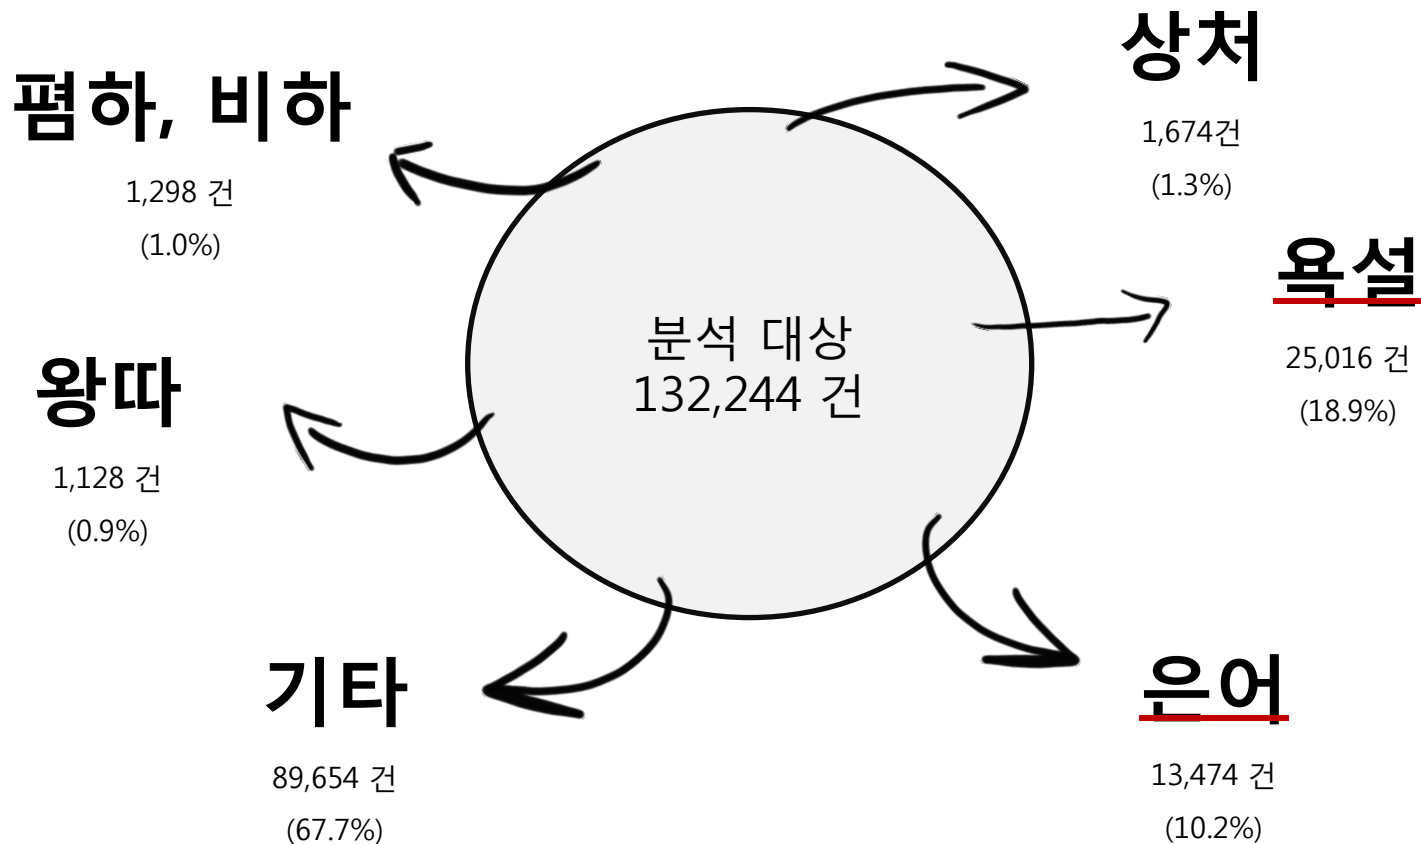 상처
1,674건
(1.3%)
폄하, 비하
1,298 건
(1.0%)
욕설
25,016 건
(18.9%)
분석 대상
132,244 건
왕따
1,128 건
(0.9%)
은어
13,474 건
(10.2%)
기타
89,654 건
(67.7%)